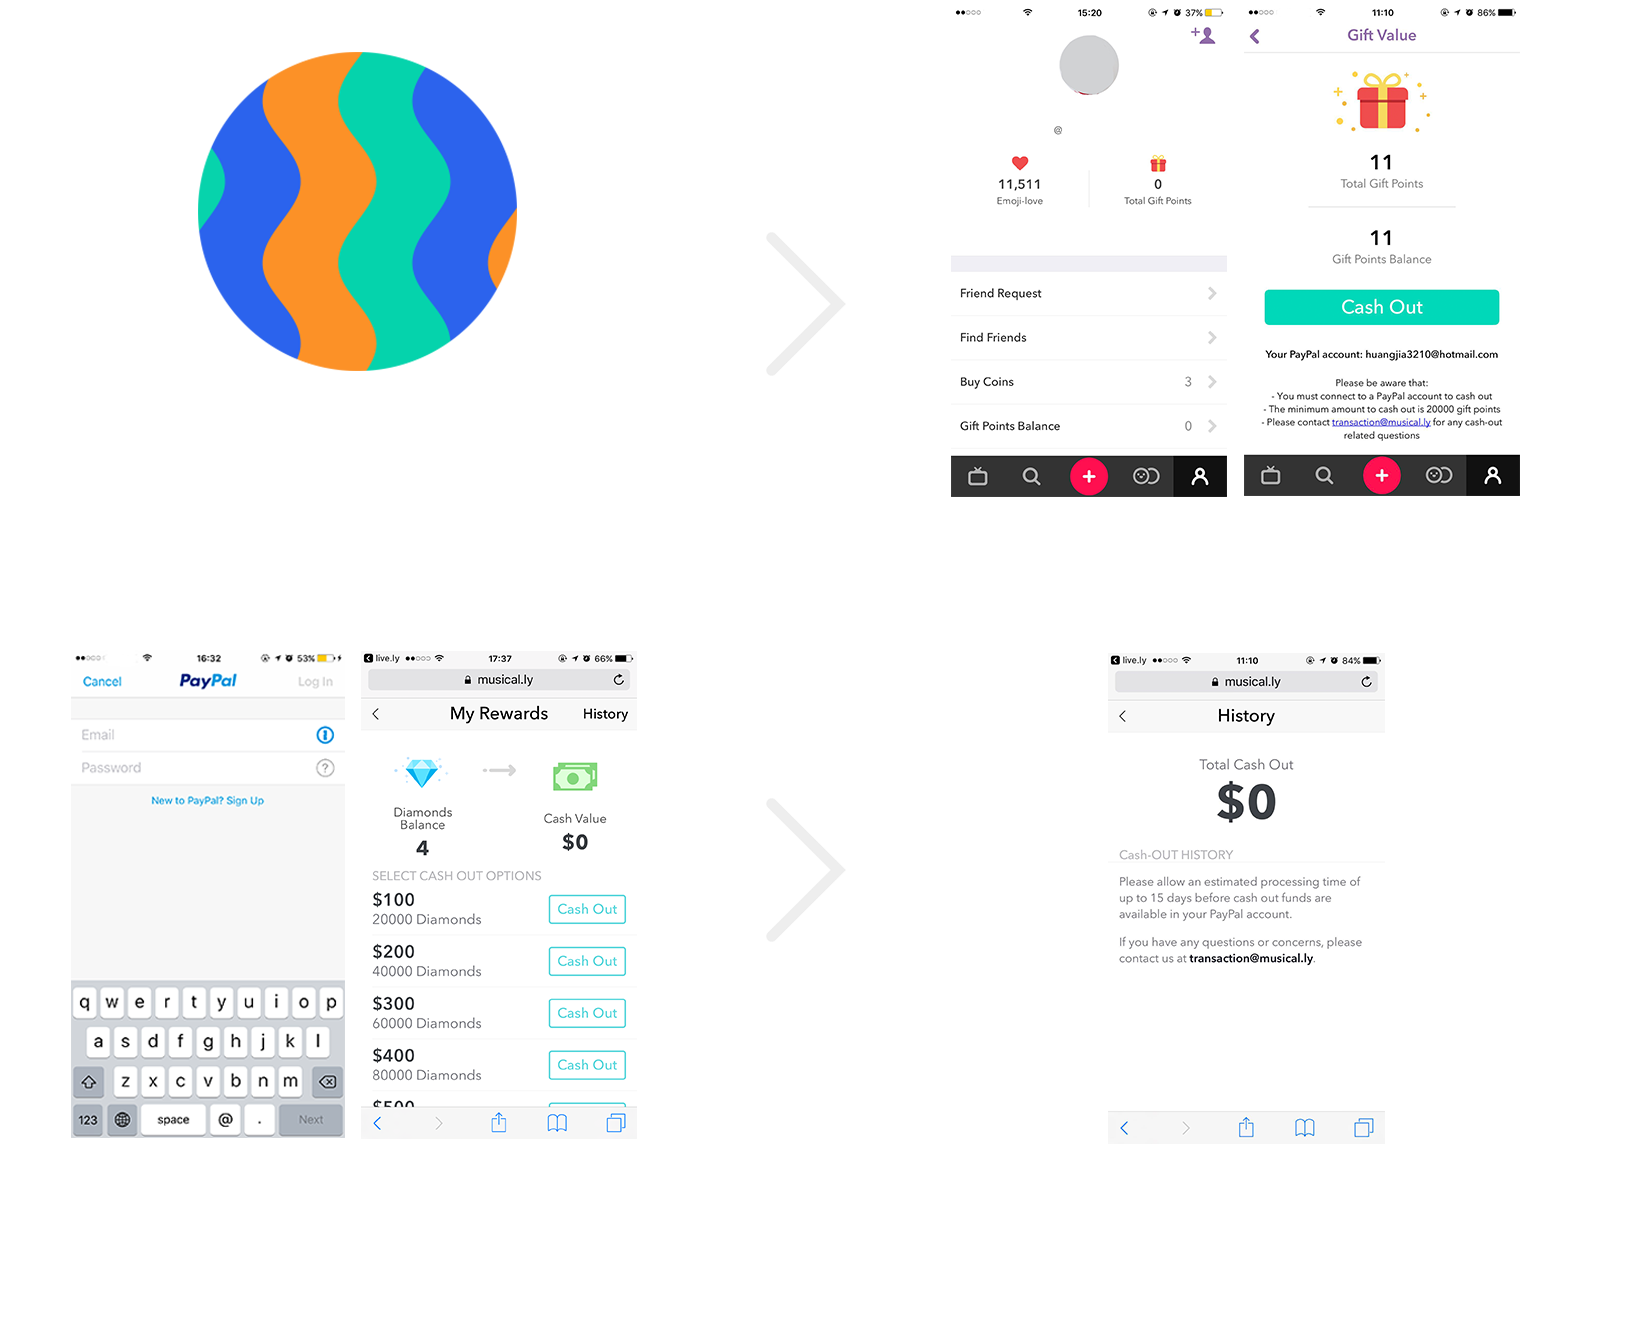 15:20
37%
@
11,511
Emoji-love
0
Total Gift Points
Friend Request
Find Friends
Buy Coins 3
Gift Points Balance 0
11:10
86%
Gift Value
11
Total Gift Points
11
Gift Points Balance
Cash Out
Your PayPal account: huangjia3210@hotmail.com
Please be aware that:
- You must connect to a PayPal account to cash out
- The minimum amount to cash out is 20000 gift points
- Please contact transaction@musical.ly for any cash-out
related questions
16:32
53%
Cancel PayPal Log In
Email
Password
?
New to PayPal? Sign Up
q w e r t y u i o p
a s d f g h j k l
z x c v b n m
123 space @ . Next
live.ly 17:37 66%
musical.ly
My Rewards History
Diamonds
Balance
4
Cash Value
$0
SELECT CASH OUT OPTIONS
$100
20000 Diamonds
Cash Out
$200
40000 Diamonds
Cash Out
$300
60000 Diamonds
Cash Out
$400
80000 Diamonds
Cash Out
$500
live.ly 11:10 84%
musical.ly
History
Total Cash Out
$0
Cash-OUT HISTORY
Please allow an estimated processing time of
up to 15 days before cash out funds are
available in your PayPal account.
If you have any questions or concerns, please
contact us at transaction@musical.ly.